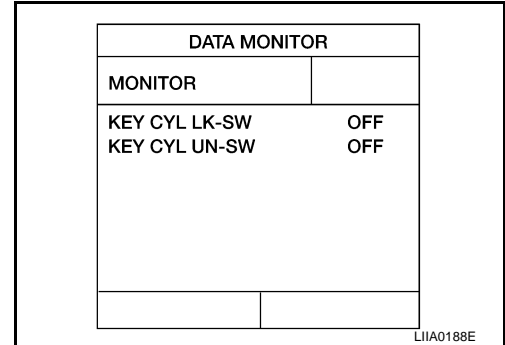 DATA MONITOR
MONITOR
KEY CYL LK-SW OFF
KEY CYL UN-SW OFF
LIIA0188E